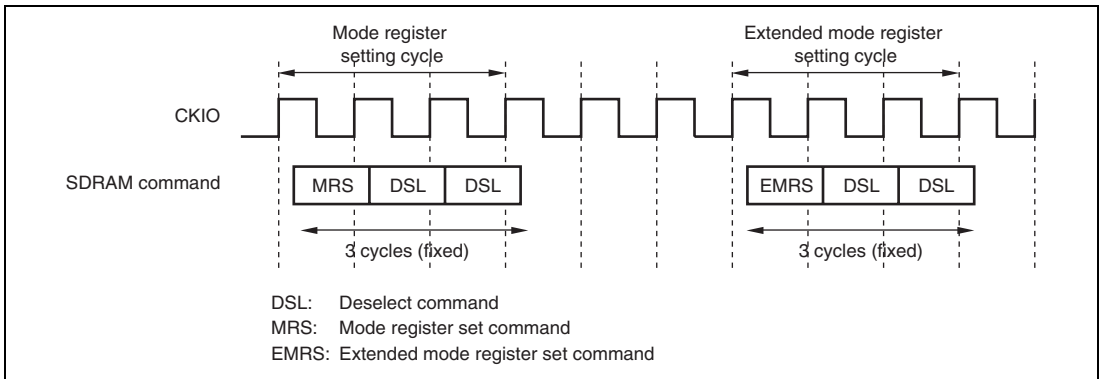 Mode register
setting cycle
Extended mode register
setting cycle
CKIO
SDRAM command
MRS DSL DSL
EMRS DSL DSL
3 cycles (fixed)
3 cycles (fixed)
DSL: Deselect command
MRS: Mode register set command
EMRS: Extended mode register set command